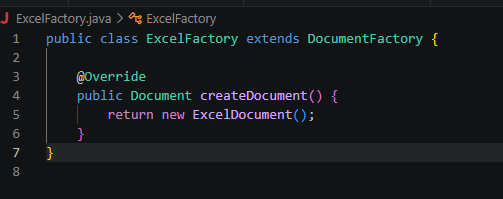 J ExcelFactory.java > ExcelFactory
1 public class ExcelFactory extends DocumentFactory {
2
3 @Override
4 public Document createDocument() {
5 return new ExcelDocument();
6 }
7 }
8